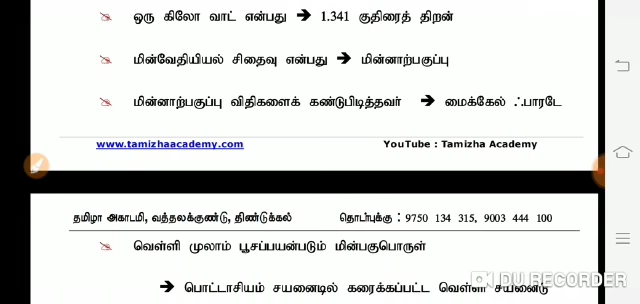 ஒரு கிலோ வாட் என்பது ➔ 1.341 குதிரைத் திறன்
மின்வேதியியல் சிதைவு என்பது ➔ மின்னாற்பகுப்பு
மின்னாற்பகுப்பு விதிகளைக் கண்டுபிடித்தவர் ➔ மைக்கேல் ஃபாரடே
www.tamizhaacademy.com YouTube : Tamizha Academy
தமிழா அகாடமி, வத்தலக்குண்டு, திண்டுக்கல் தொடர்புக்கு : 9750 134 315, 9003 444 100
வெள்ளி முலாம் பூசப்பயன்படும் மின்பகுபொருள்
➔ பொட்டாசியம் சயனைடில் கரைக்கப்பட்ட வெள்ளி சயனைடு
DU RECORDER